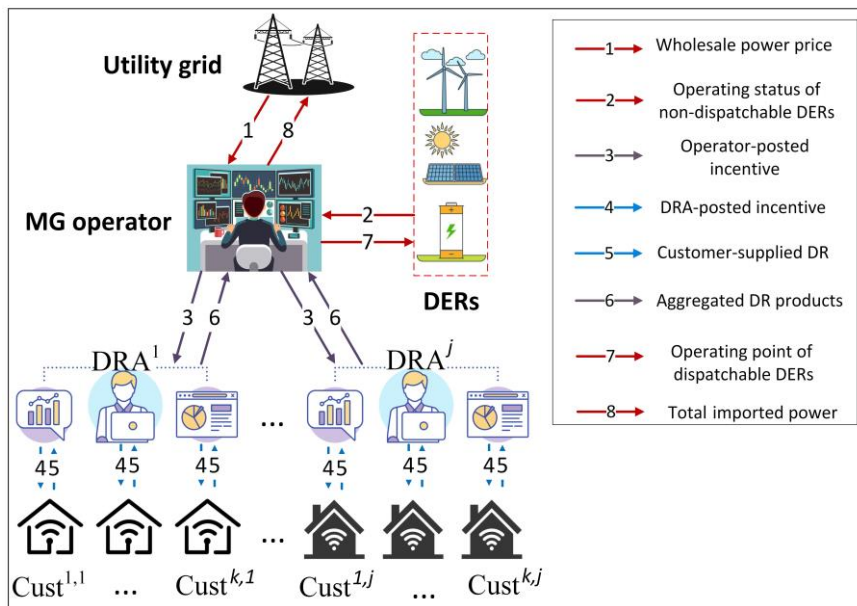 Utility grid
1
8
MG operator
2
7
DERs
3
6
3
6
DRA¹
DRAʲ
...
45
45
45
45
45
45
...
Cust¹,¹
...
Custᵏ,¹
Cust¹,ʲ
...
Custᵏ,ʲ
1
Wholesale power price
2
Operating status of
non-dispatchable DERs
3
Operator-posted
incentive
4
DRA-posted incentive
5
Customer-supplied DR
6
Aggregated DR products
7
Operating point of
dispatchable DERs
8
Total imported power